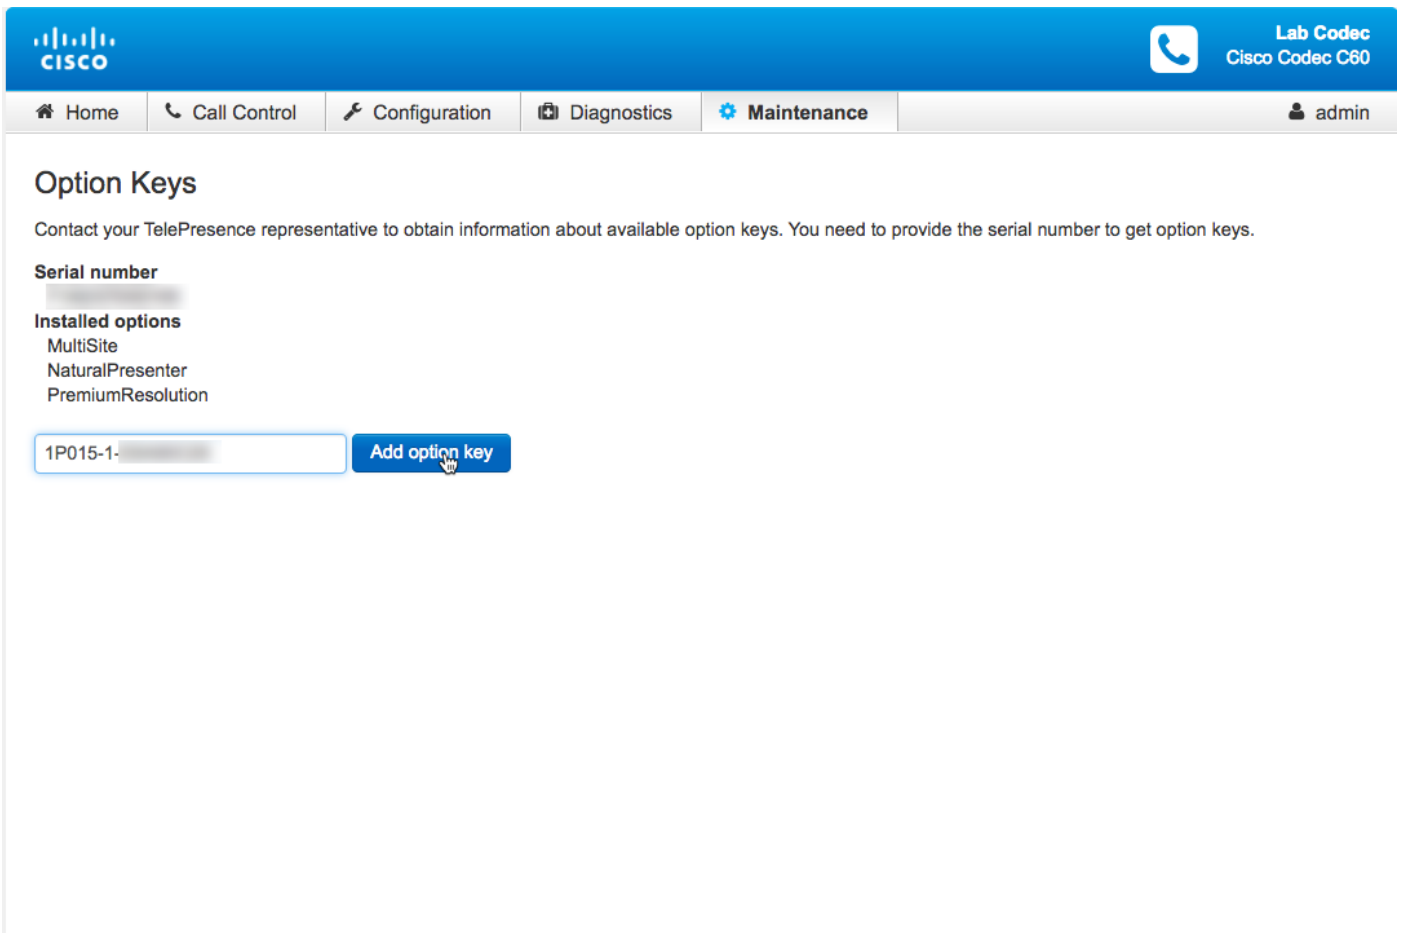 CISCO
Lab Codec
Cisco Codec C60
Home Call Control Configuration Diagnostics Maintenance admin
Option Keys
Contact your TelePresence representative to obtain information about available option keys. You need to provide the serial number to get option keys.
Serial number
Installed options
MultiSite
NaturalPresenter
PremiumResolution
1P015-1- Add option key